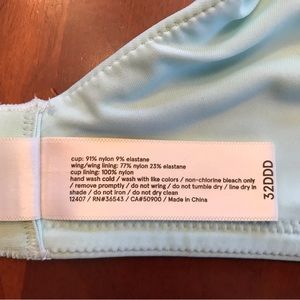 cup: 91% nylon 9% elastane
wing/wing lining: 77% nylon 23% elastane
cup lining: 100% nylon
hand wash cold / wash with like colors / non-chlorine bleach only
/ remove promptly / do not wring / do not tumble dry / line dry in
shade / do not iron / do not dry clean
12407 / RN#36543 / CA#50900 / Made in China
32DDD